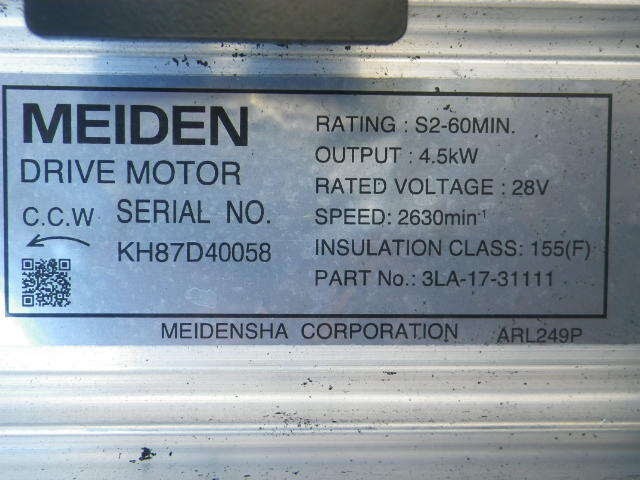 MEIDEN
DRIVE MOTOR
C.C.W SERIAL NO.
KH87D40058
RATING : S2-60MIN.
OUTPUT : 4.5kW
RATED VOLTAGE : 28V
SPEED: 2630min⁻¹
INSULATION CLASS: 155(F)
PART No.: 3LA-17-31111
MEIDENSHA CORPORATION ARL249P